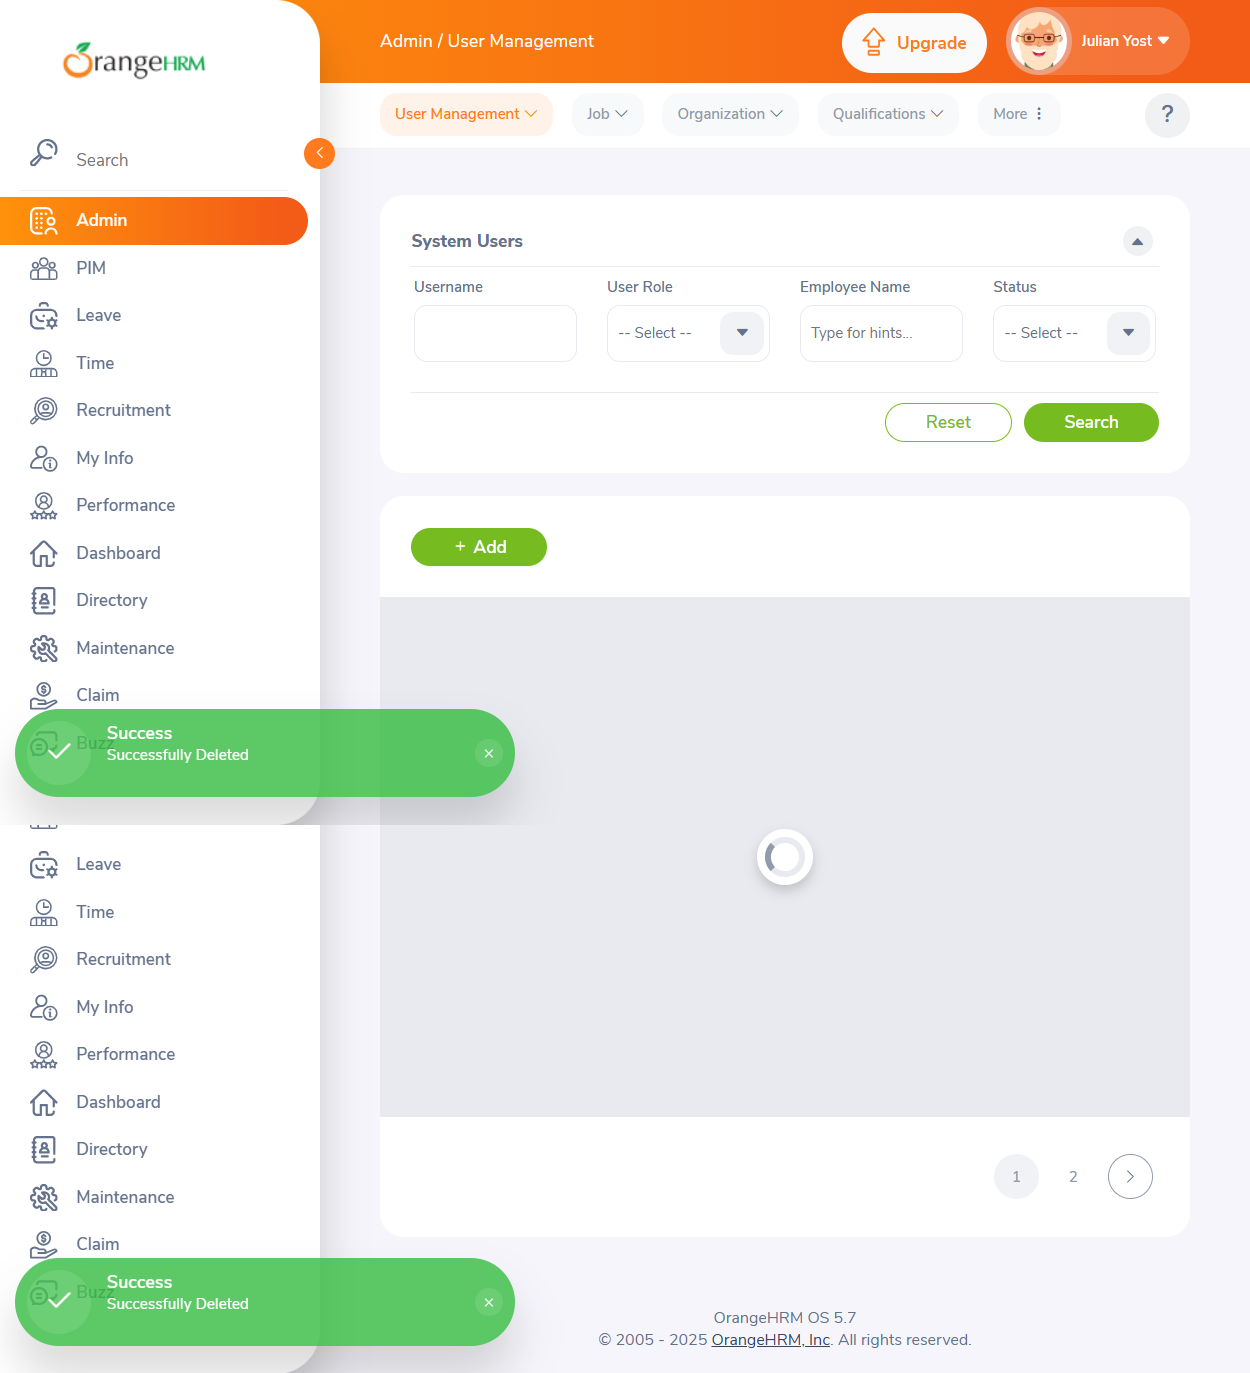 OrangeHRM
Admin / User Management
Upgrade
Julian Yost
User Management
Job
Organization
Qualifications
More
?
Search
Admin
PIM
Leave
Time
Recruitment
My Info
Performance
Dashboard
Directory
Maintenance
Claim
Buzz
Success
Successfully Deleted
System Users
Username
User Role
Employee Name
Status
-- Select --
Type for hints...
-- Select --
Reset
Search
+ Add
Leave
Time
Recruitment
My Info
Performance
Dashboard
Directory
Maintenance
Claim
Buzz
Success
Successfully Deleted
1
2
OrangeHRM OS 5.7
© 2005 - 2025 OrangeHRM, Inc. All rights reserved.